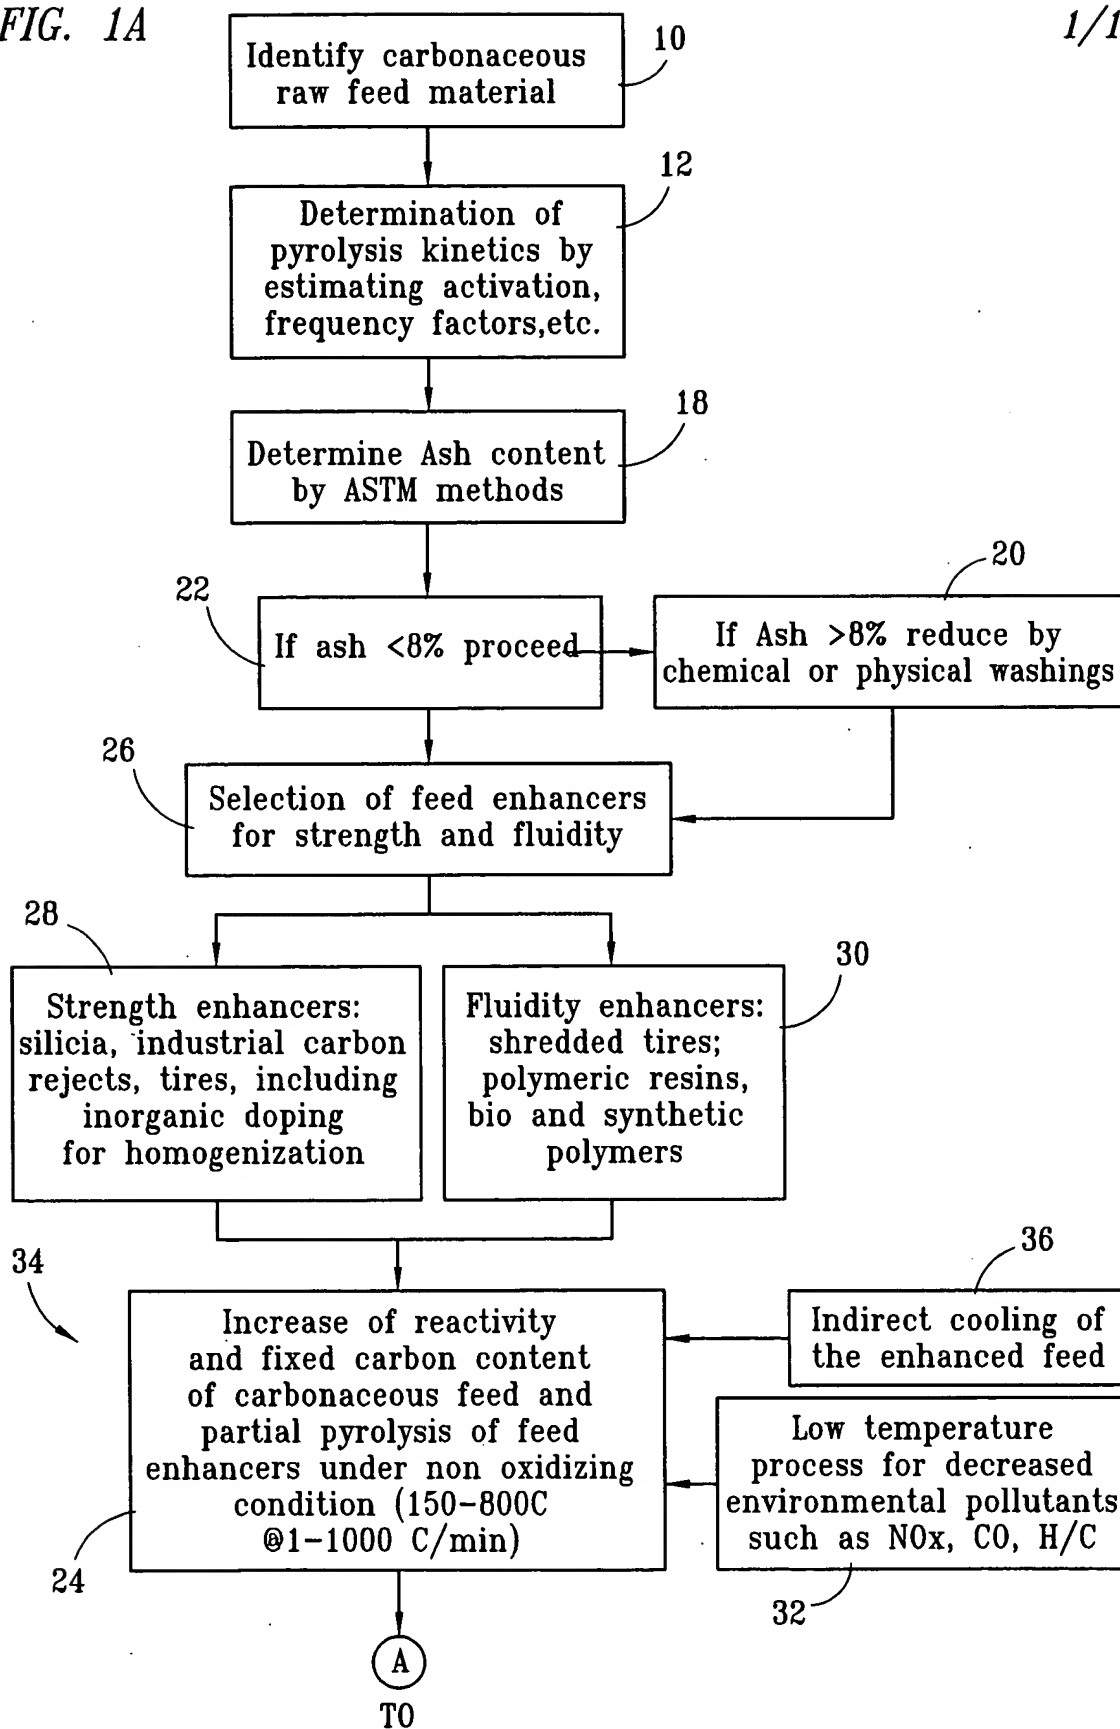 FIG. 1A
1/1
Identify carbonaceous
raw feed material
10
Determination of
pyrolysis kinetics by
estimating activation,
frequency factors,etc.
12
Determine Ash content
by ASTM methods
18
22
If ash <8% proceed
20
If Ash >8% reduce by
chemical or physical washings
26
Selection of feed enhancers
for strength and fluidity
28
Strength enhancers:
silicia, industrial carbon
rejects, tires, including
inorganic doping
for homogenization
30
Fluidity enhancers:
shredded tires;
polymeric resins,
bio and synthetic
polymers
34
Increase of reactivity
and fixed carbon content
of carbonaceous feed and
partial pyrolysis of feed
enhancers under non oxidizing
condition (150-800C
@1-1000 C/min)
24
36
Indirect cooling of
the enhanced feed
Low temperature
process for decreased
environmental pollutants
such as NOx, CO, H/C
32
A
TO